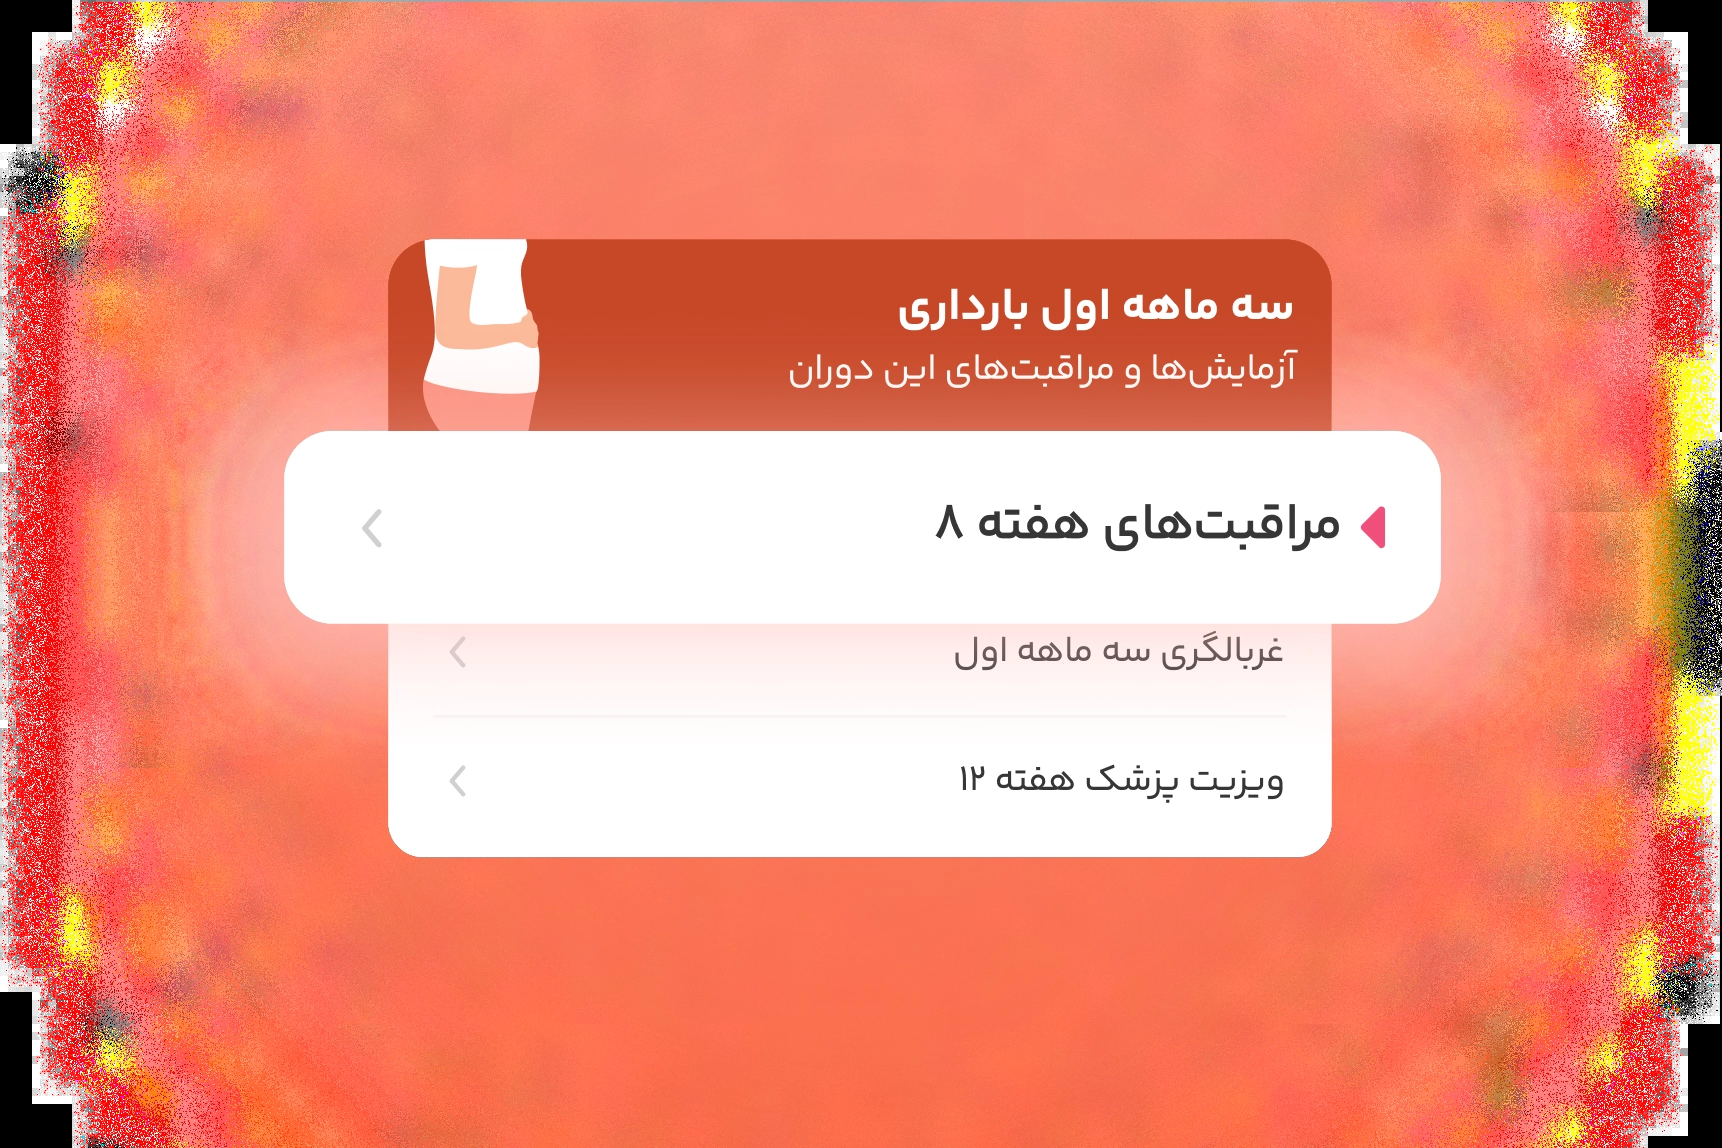 سه ماهه اول بارداری
آزمایش‌ها و مراقبت‌های این دوران
مراقبت‌های هفته ۸
غربالگری سه ماهه اول
ویزیت پزشک هفته ۱۲